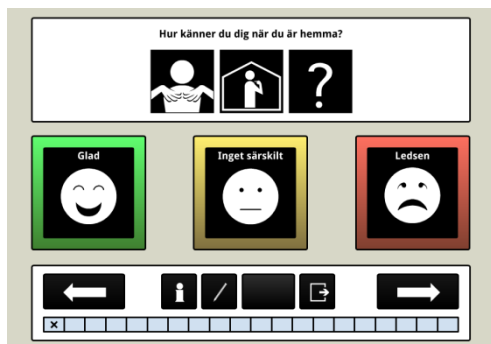 Hur känner du dig när du är hemma?
?
Glad
Inget särskilt
Ledsen
i
x